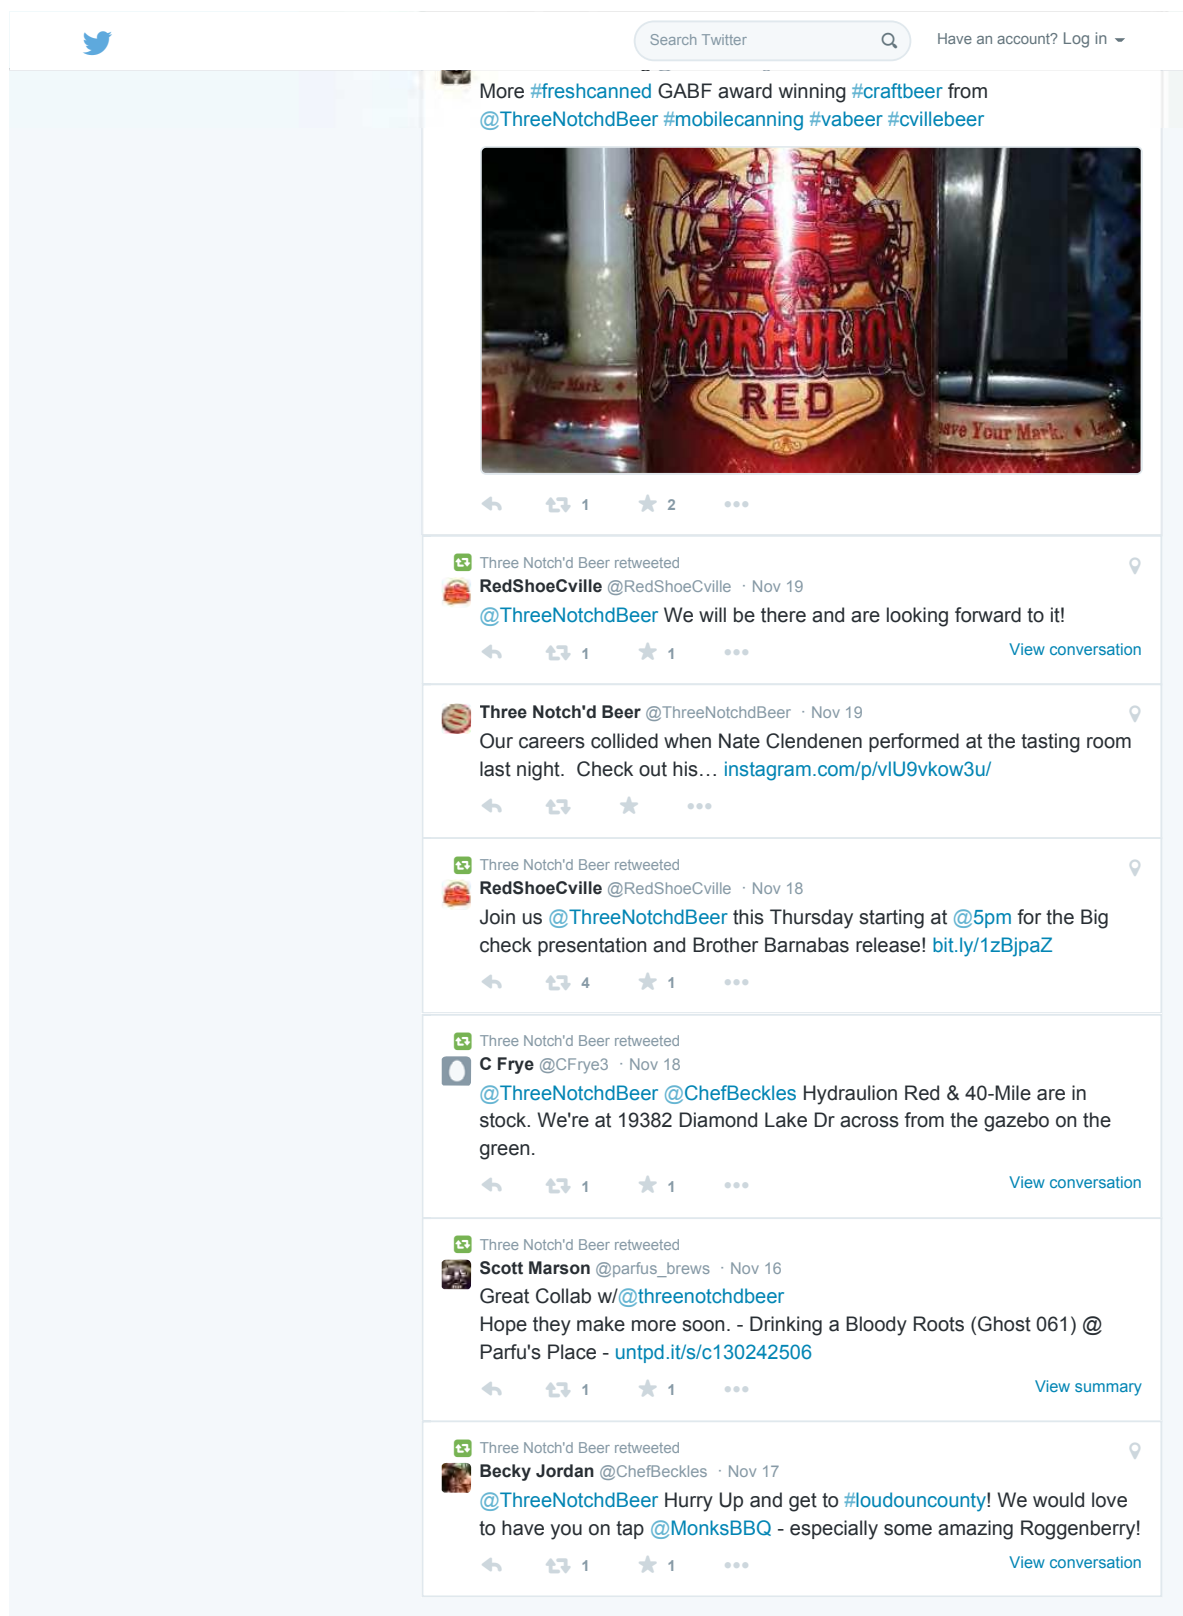 Search Twitter
Have an account? Log in
More #freshcanned GABF award winning #craftbeer from
@ThreeNotchdBeer #mobilecanning #vabeer #cvillebeer
HYDRAULION
RED
your Mark.
eave Your Mark.
1
2
Three Notch'd Beer retweeted
RedShoeCville @RedShoeCville · Nov 19
@ThreeNotchdBeer We will be there and are looking forward to it!
1
1
View conversation
Three Notch'd Beer @ThreeNotchdBeer · Nov 19
Our careers collided when Nate Clendenen performed at the tasting room
last night.  Check out his… instagram.com/p/vlU9vkow3u/
Three Notch'd Beer retweeted
RedShoeCville @RedShoeCville · Nov 18
Join us @ThreeNotchdBeer this Thursday starting at @5pm for the Big
check presentation and Brother Barnabas release! bit.ly/1zBjpaZ
4
1
Three Notch'd Beer retweeted
C Frye @CFrye3 · Nov 18
@ThreeNotchdBeer @ChefBeckles Hydraulion Red & 40-Mile are in
stock. We're at 19382 Diamond Lake Dr across from the gazebo on the
green.
1
1
View conversation
Three Notch'd Beer retweeted
Scott Marson @parfus_brews · Nov 16
Great Collab w/@threenotchdbeer
Hope they make more soon. - Drinking a Bloody Roots (Ghost 061) @
Parfu's Place - untpd.it/s/c130242506
1
1
View summary
Three Notch'd Beer retweeted
Becky Jordan @ChefBeckles · Nov 17
@ThreeNotchdBeer Hurry Up and get to #loudouncounty! We would love
to have you on tap @MonksBBQ - especially some amazing Roggenberry!
1
1
View conversation